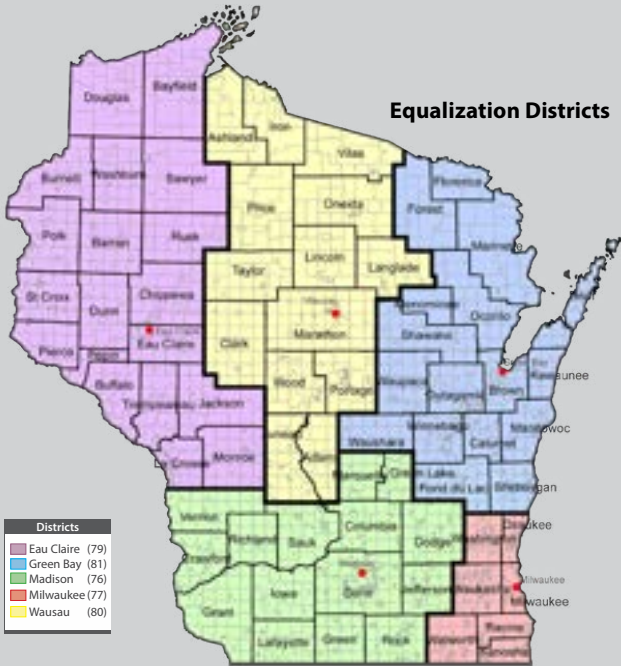 Equalization Districts
Bayfield
Douglas
Iron
Ashland
Vilas
Burnett
Washburn
Sawyer
Florence
Forest
Price
Oneida
Marinette
Polk
Barron
Rusk
Lincoln
Langlade
Taylor
St Croix
Dunn
Chippewa
Oconto
Menominee
Marathon
Shawano
Eau Claire
Pierce
Pepin
Clark
Door
Kewaunee
Buffalo
Trempealeau
Jackson
Wood
Portage
Waupaca
Outagamie
Brown
Manitowoc
Waushara
Winnebago
Calumet
La Crosse
Monroe
Juneau
Adams
Marquette
Green Lake
Fond du Lac
Sheboygan
Vernon
Richland
Sauk
Columbia
Dodge
Washington
Ozaukee
Crawford
Dane
Jefferson
Waukesha
Milwaukee
Milwaukee
Grant
Iowa
Lafayette
Green
Rock
Walworth
Racine
Kenosha
Districts
Eau Claire (79)
Green Bay (81)
Madison (76)
Milwaukee (77)
Wausau (80)